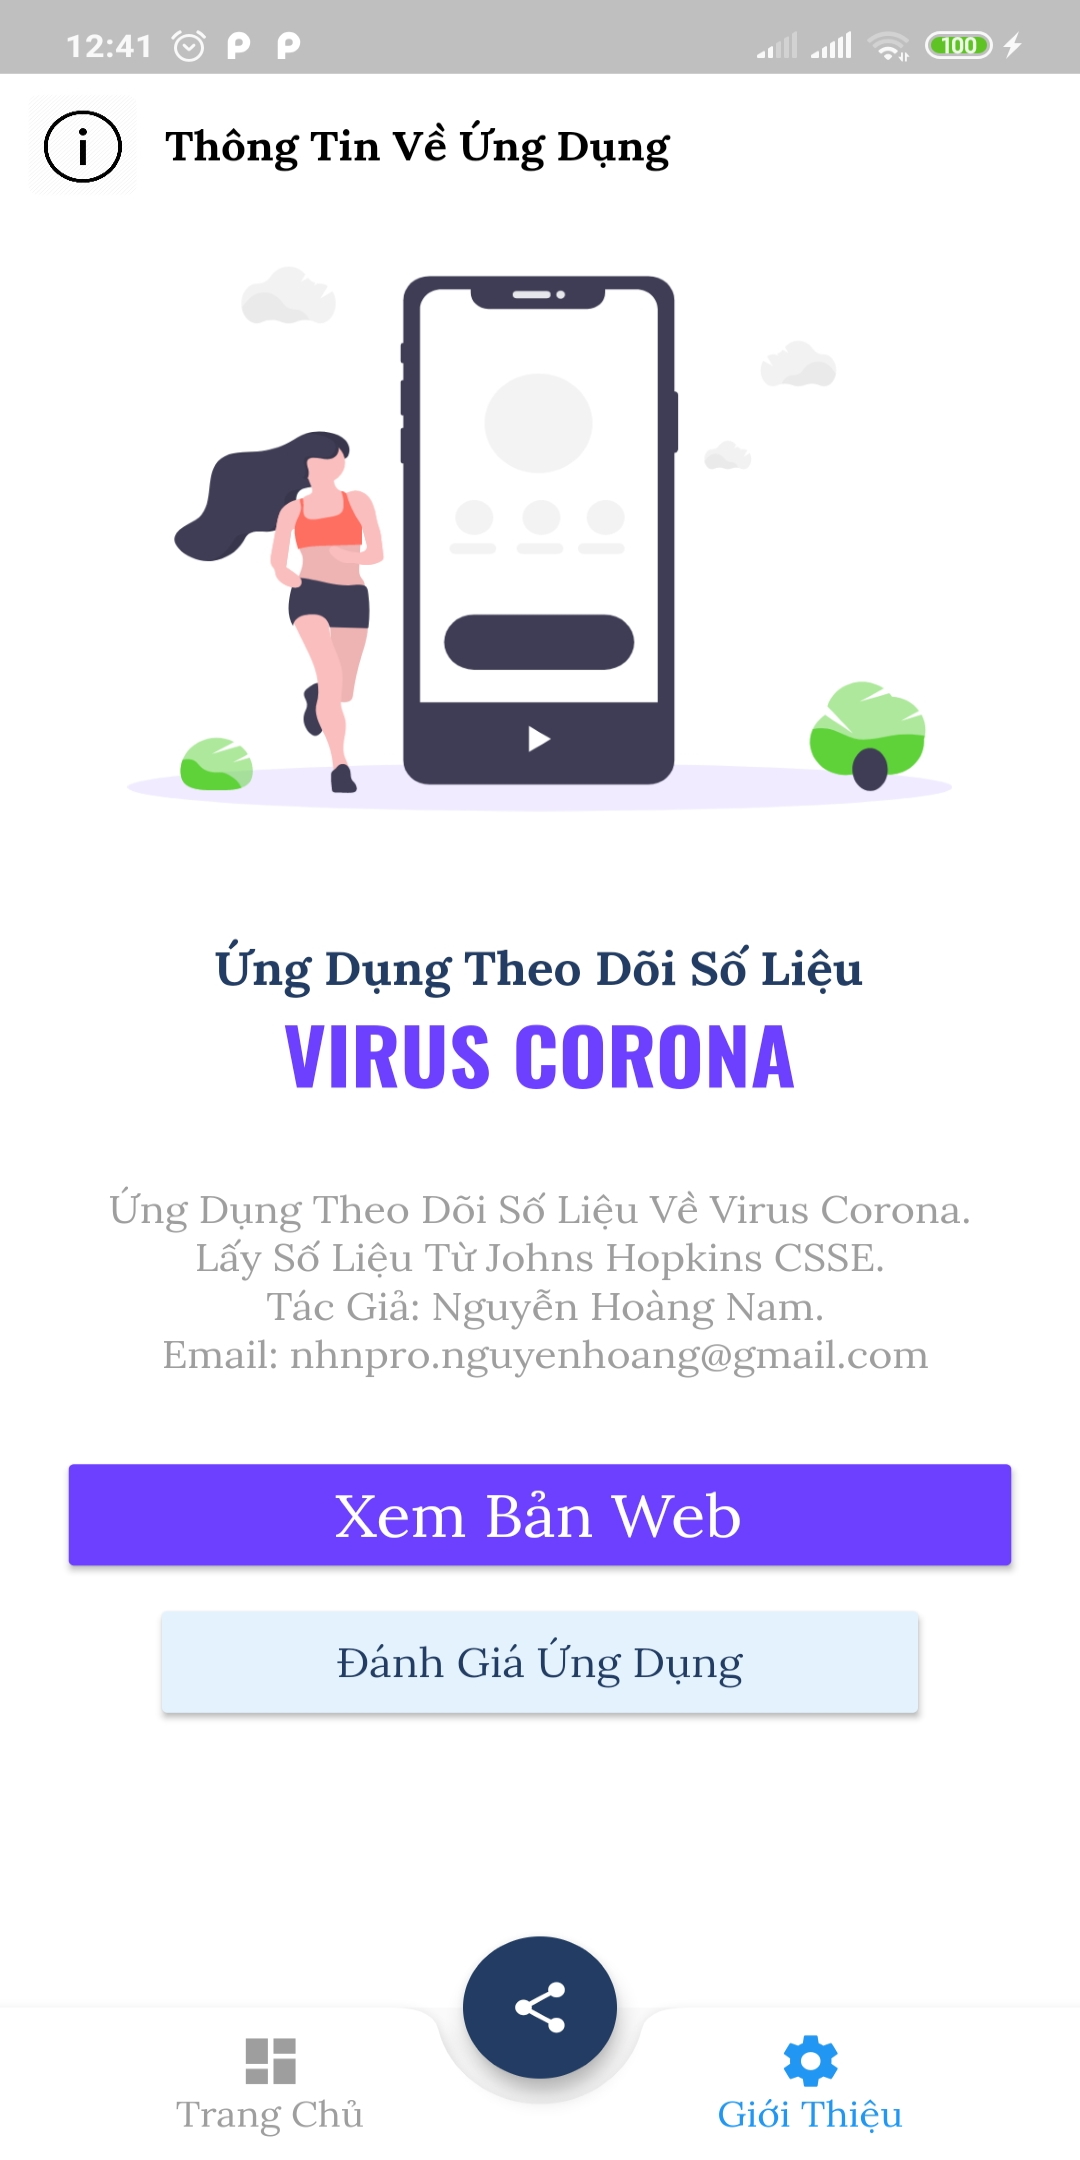 12:41
100
Thông Tin Về Ứng Dụng
Ứng Dụng Theo Dõi Số Liệu
VIRUS CORONA
Ứng Dụng Theo Dõi Số Liệu Về Virus Corona.
Lấy Số Liệu Từ Johns Hopkins CSSE.
Tác Giả: Nguyễn Hoàng Nam.
Email: nhnpro.nguyenhoang@gmail.com
Xem Bản Web
Đánh Giá Ứng Dụng
Trang Chủ
Giới Thiệu